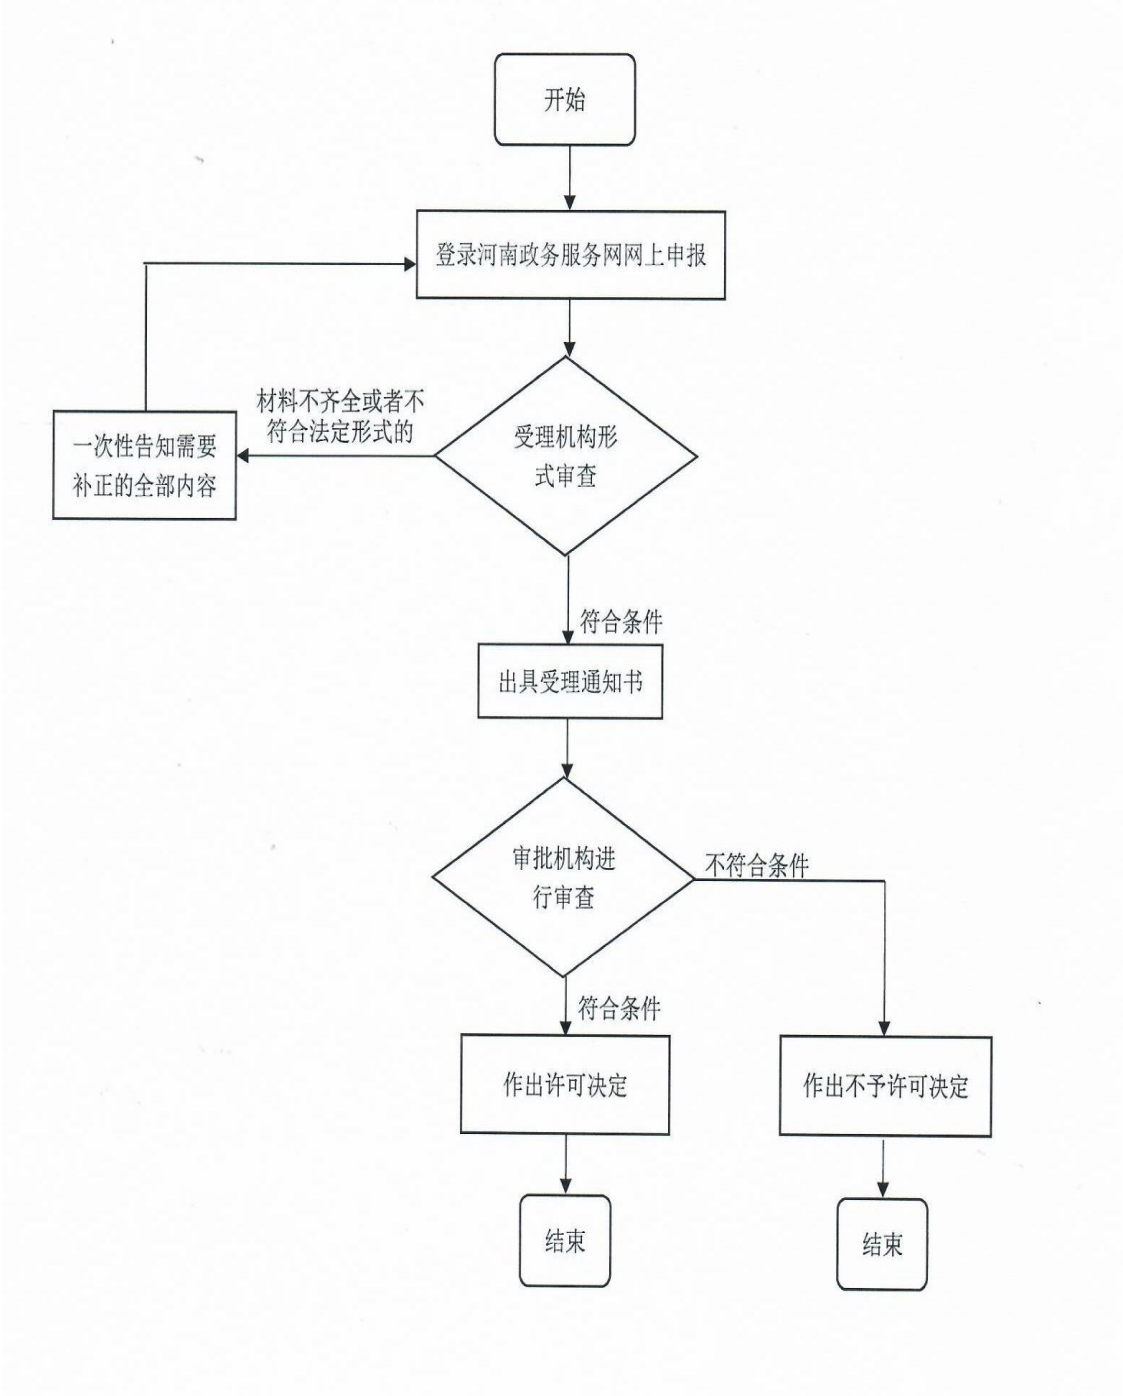 开始
登录河南政务服务网网上申报
材料不齐全或者不
符合法定形式的
一次性告知需要
补正的全部内容
受理机构形
式审查
符合条件
出具受理通知书
审批机构进
行审查
不符合条件
符合条件
作出许可决定
作出不予许可决定
结束
结束